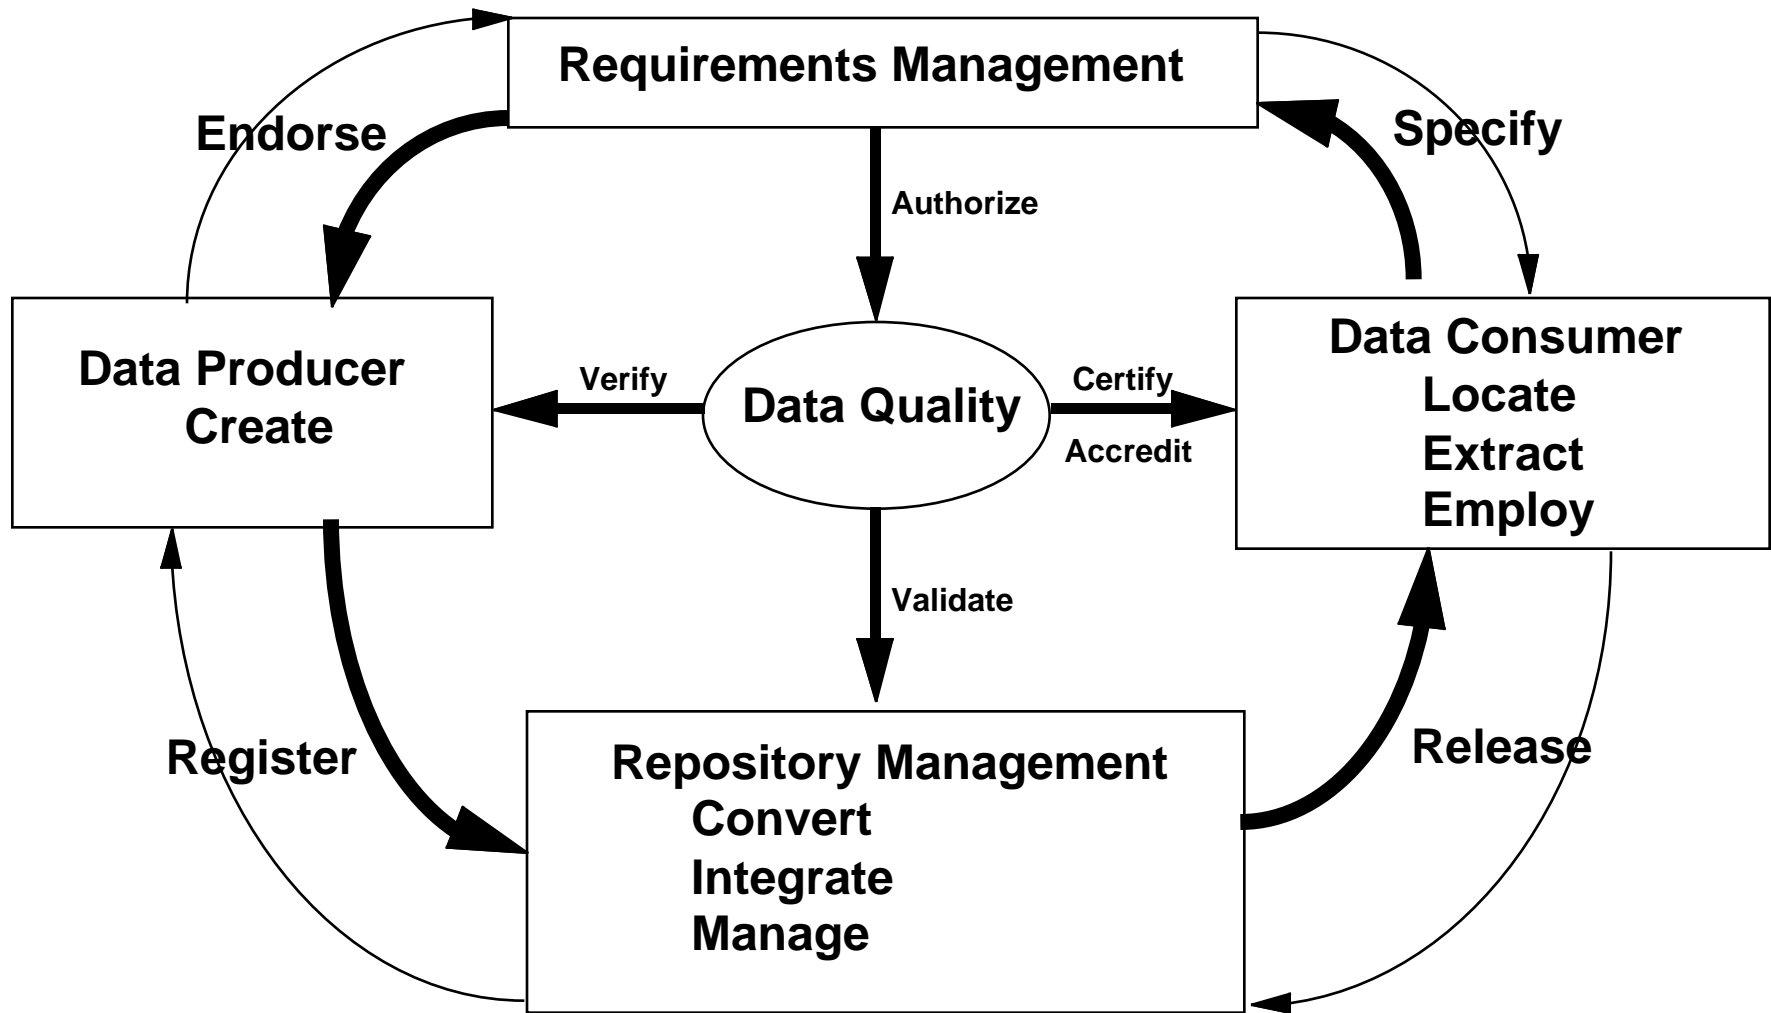 Requirements Management
Endorse
Specify
Authorize
Data Producer
Create
Verify
Data Quality
Certify
Accredit
Data Consumer
Locate
Extract
Employ
Validate
Register
Release
Repository Management
Convert
Integrate
Manage